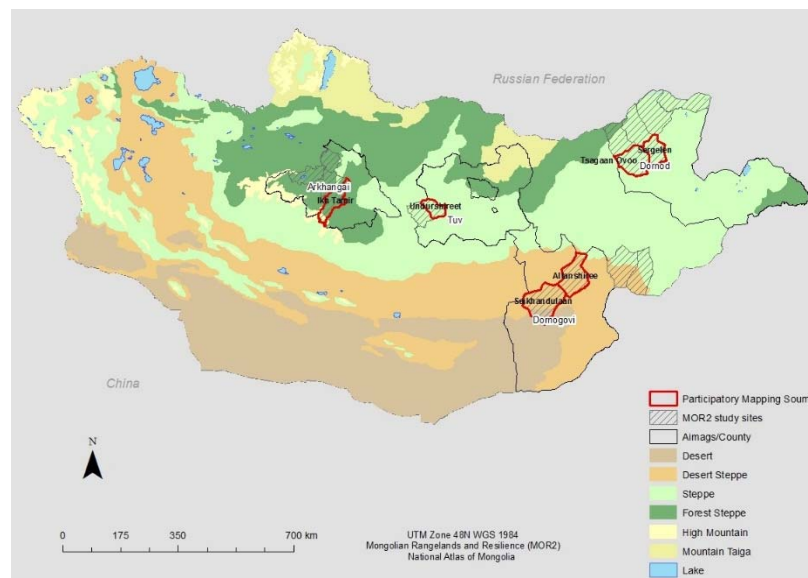 Russian Federation
Sergelen
Tsagaan Ovoo
Dornod
Arkhangai
Ikh Tamir
Undurshireet
Tuv
Altanshiree
Saikhandulaan
Dornogovi
China
N
0 175 350 700 km
UTM Zone 48N WGS 1984
Mongolian Rangelands and Resilience (MOR2)
National Atlas of Mongolia
Participatory Mapping Soum
MOR2 study sites
Aimags/County
Desert
Desert Steppe
Steppe
Forest Steppe
High Mountain
Mountain Taiga
Lake